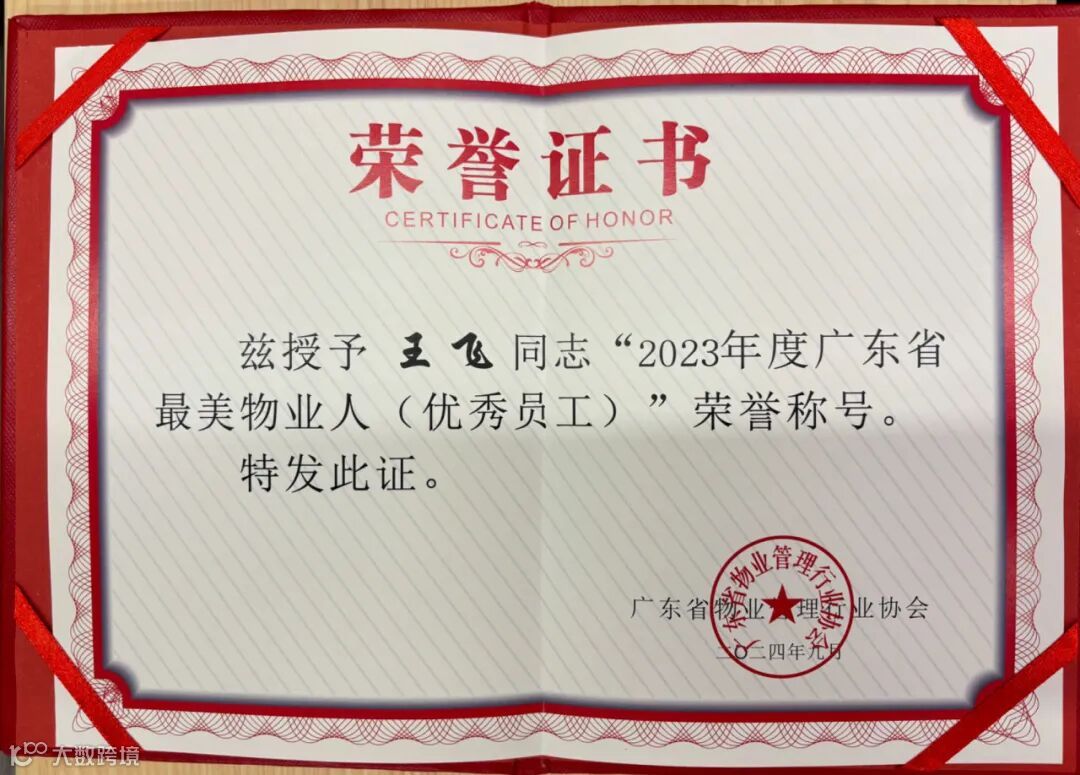 荣誉证书
CERTIFICATE OF HONOR
兹授予 王飞 同志“2023年度广东省
最美物业人（优秀员工）”荣誉称号。
特发此证。
广东省物业管理行业协会
广东省物业管理行业协会
二〇二四年九月
大数跨境